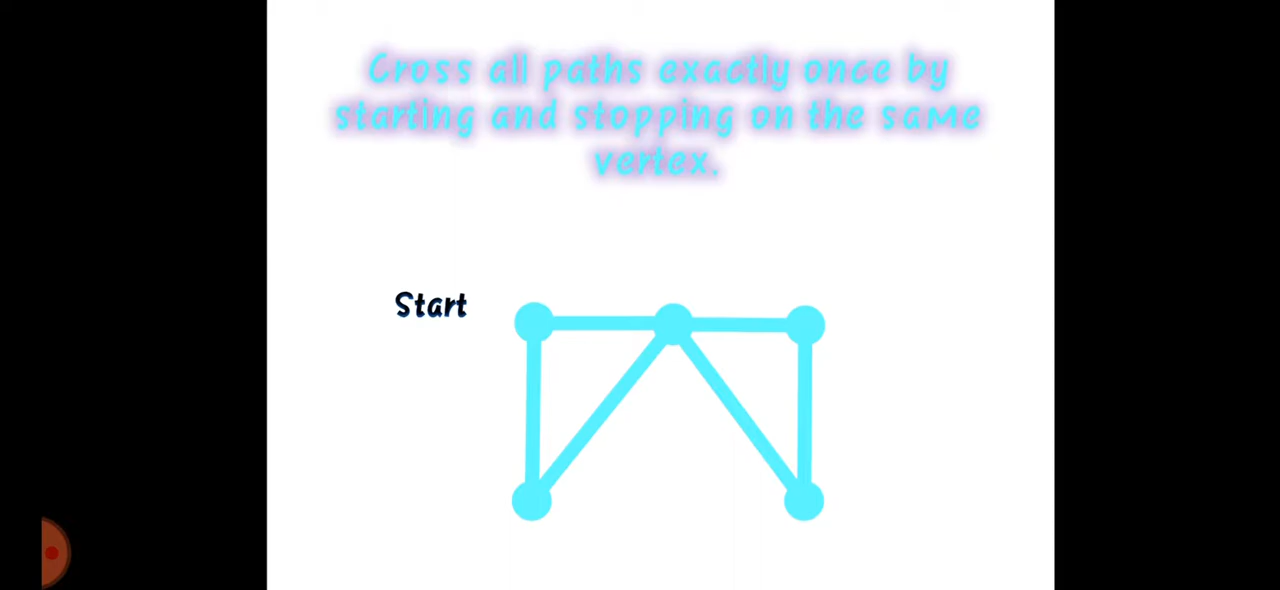 Cross all paths exactly once by
starting and stopping on the same
vertex.
Start